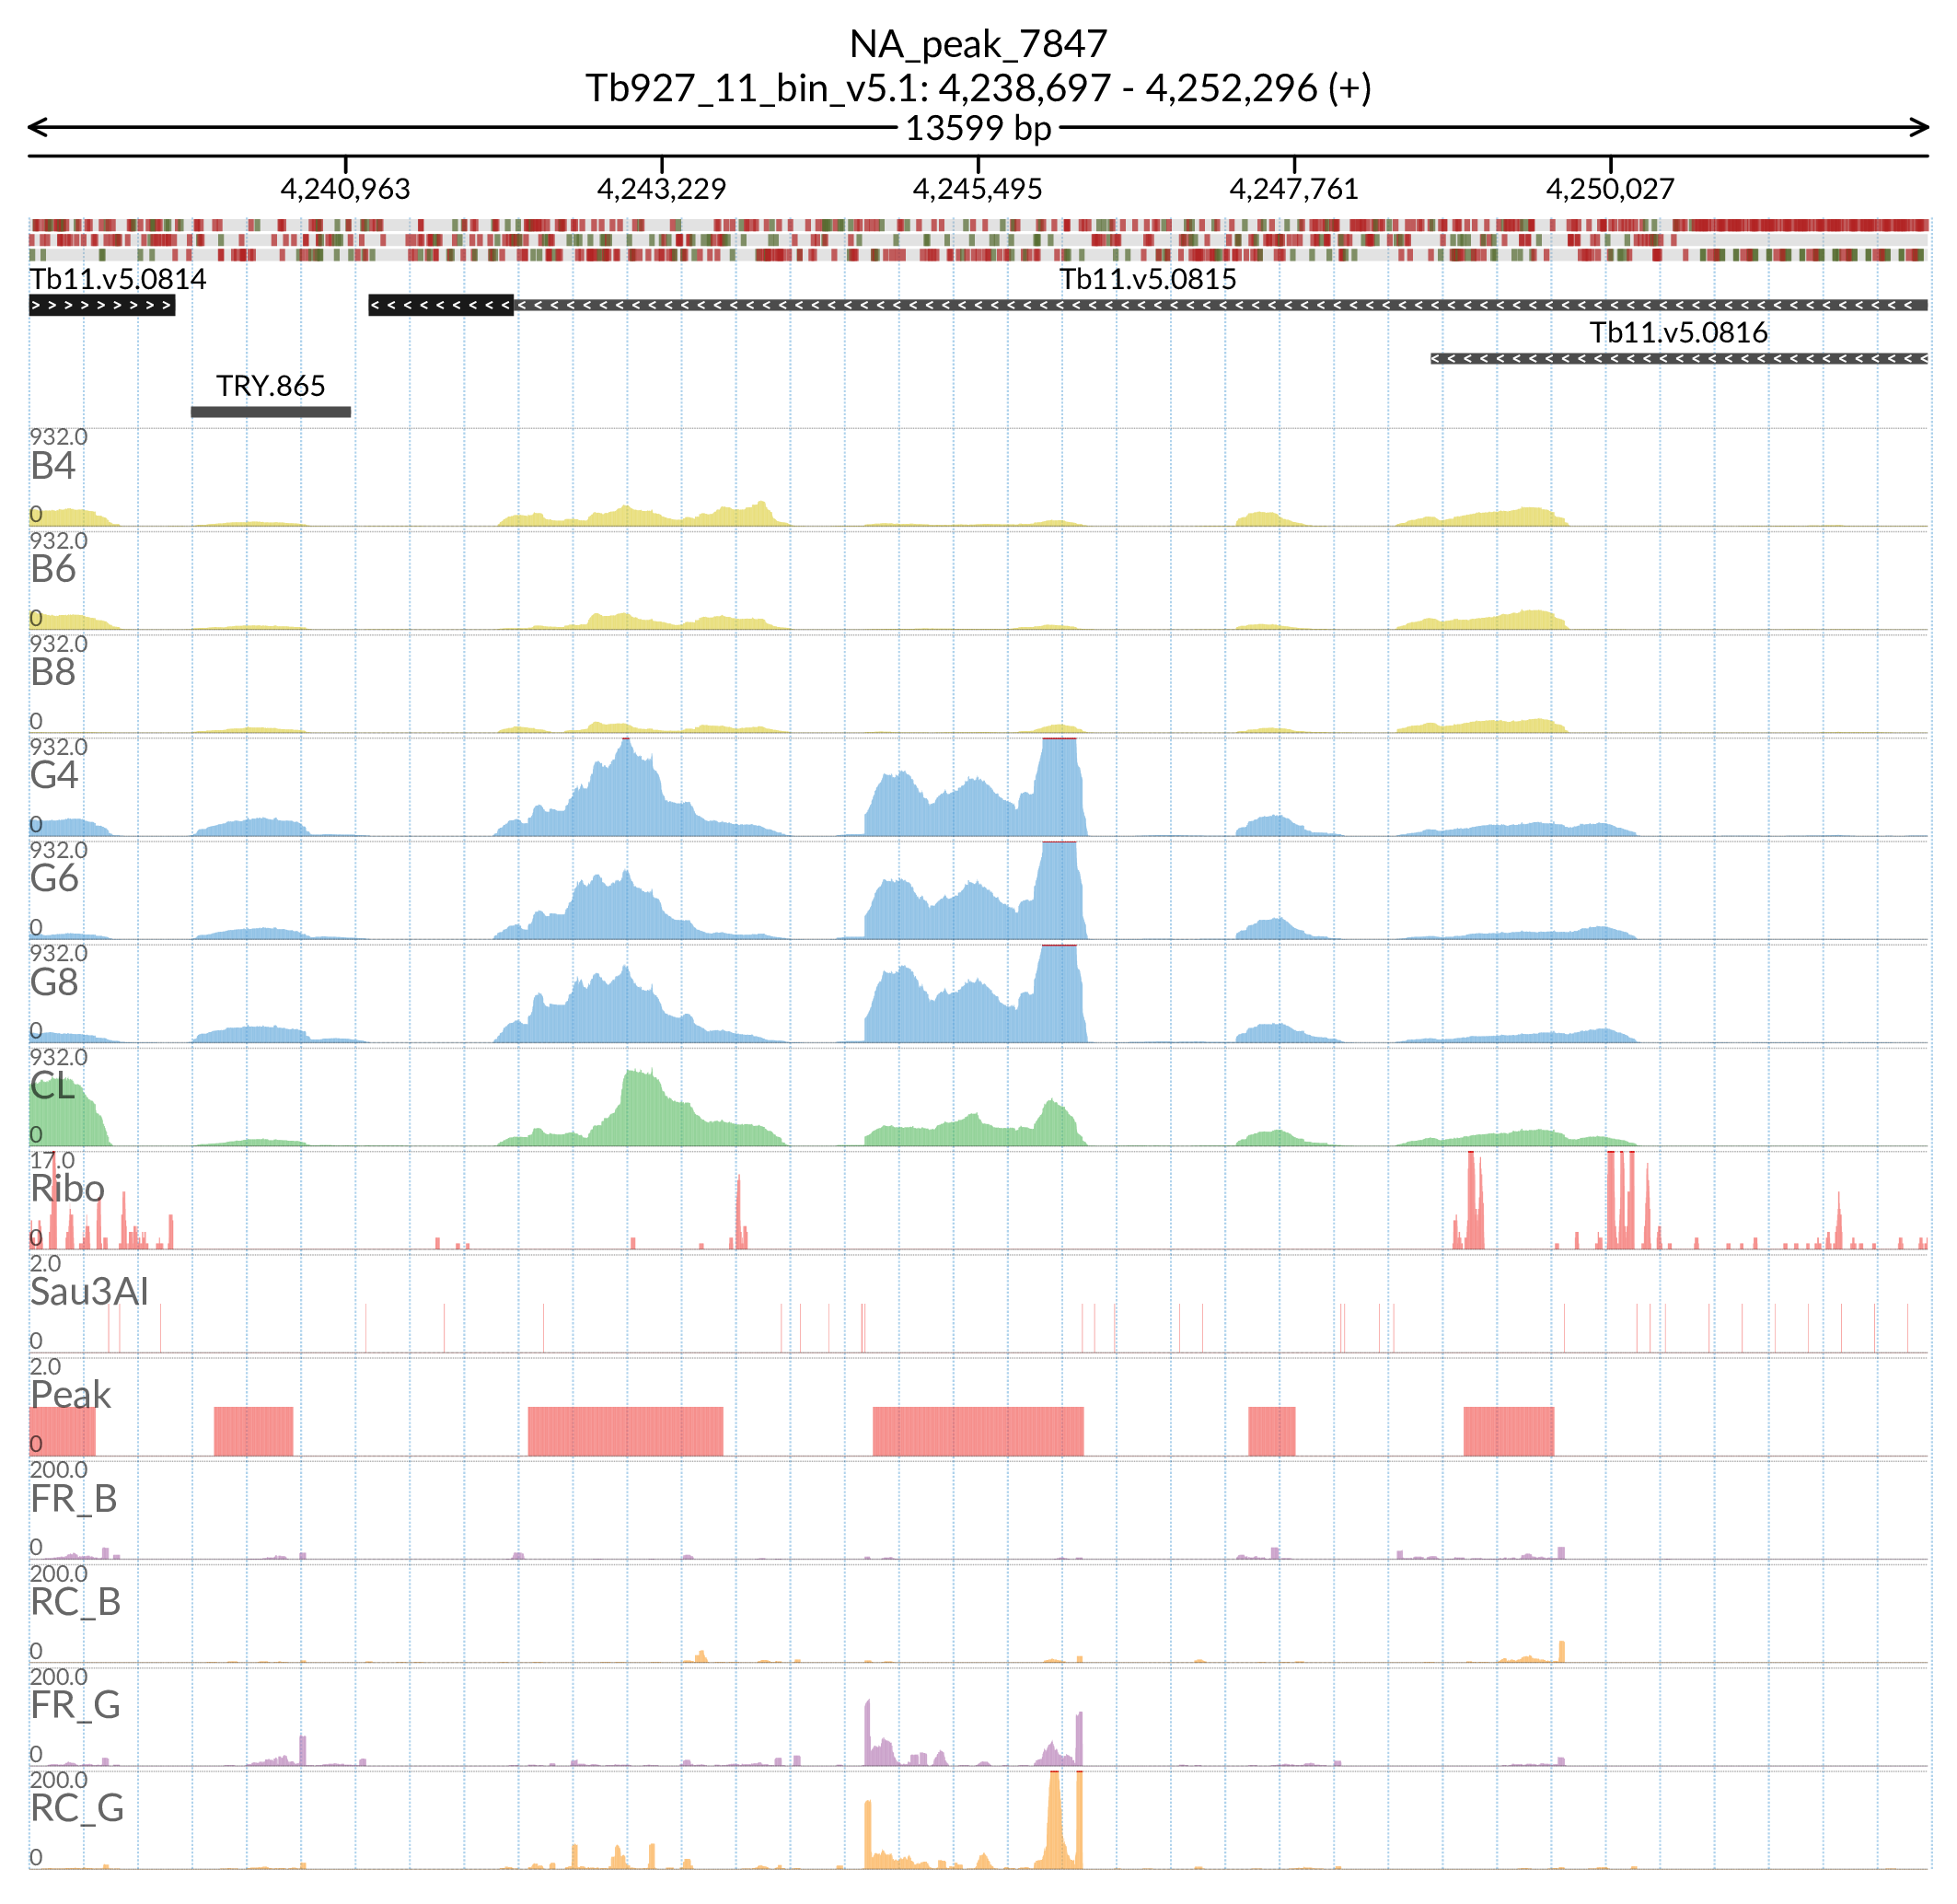 NA_peak_7847
Tb927_11_bin_v5.1: 4,238,697 - 4,252,296 (+)
13599 bp
4,240,963 4,243,229 4,245,495 4,247,761 4,250,027
Tb11.v5.0814 Tb11.v5.0815
Tb11.v5.0816
TRY.865
932.0
B4
0
932.0
B6
0
932.0
B8
0
932.0
G4
0
932.0
G6
0
932.0
G8
0
932.0
CL
0
17.0
Ribo
0
2.0
Sau3AI
0
2.0
Peak
0
200.0
FR_B
0
200.0
RC_B
0
200.0
FR_G
0
200.0
RC_G
0